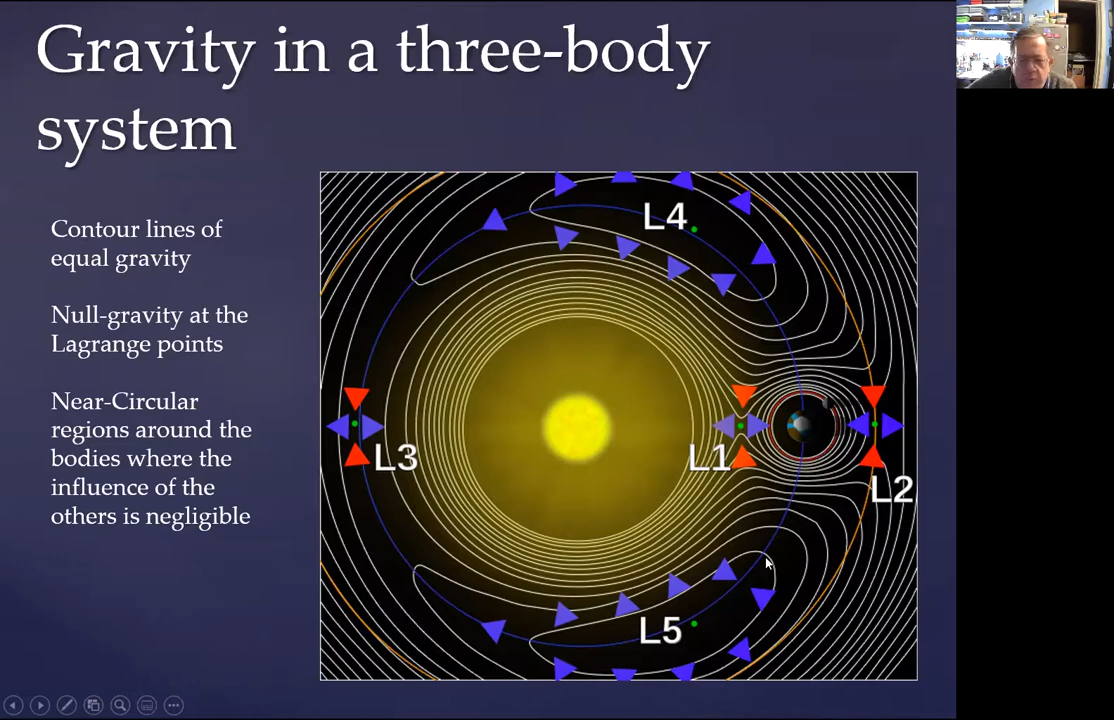 Gravity in a three-body
system
Contour lines of
equal gravity
Null-gravity at the
Lagrange points
Near-Circular
regions around the
bodies where the
influence of the
others is negligible
L4
L3
L1
L2
L5